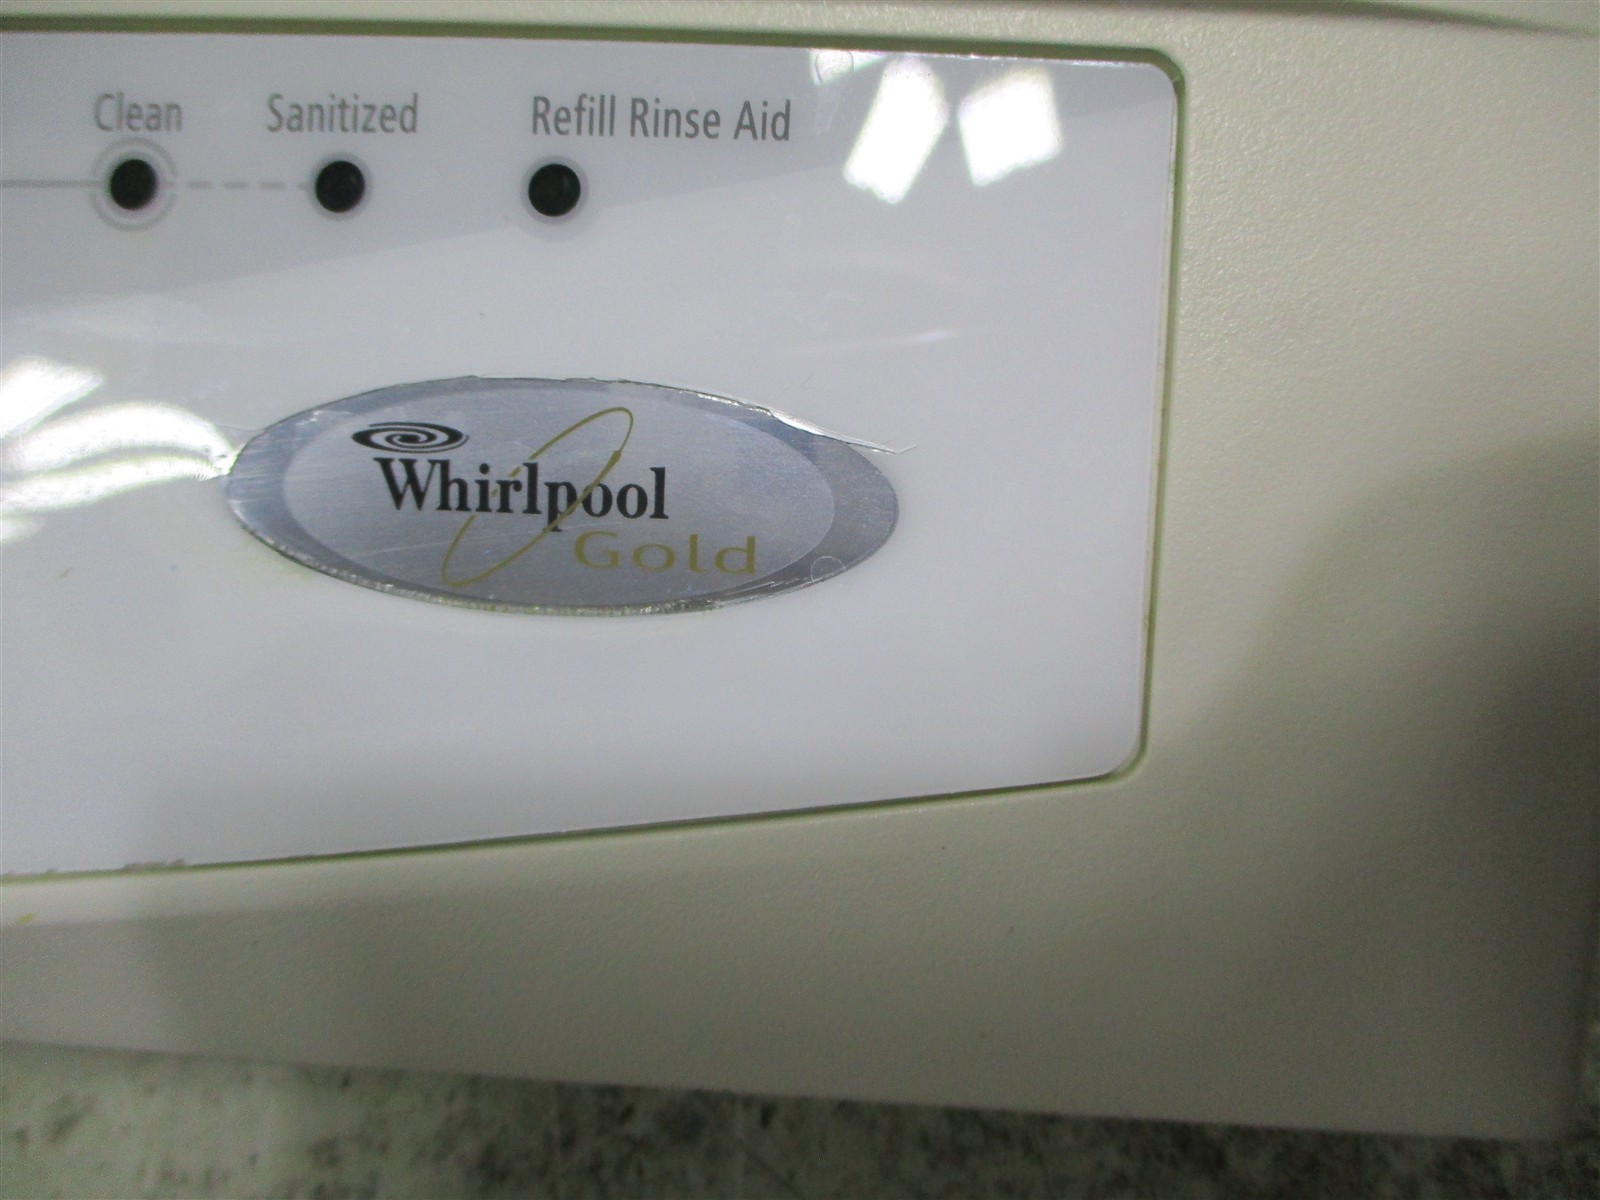 Clean Sanitized Refill Rinse Aid
Whirlpool
Gold